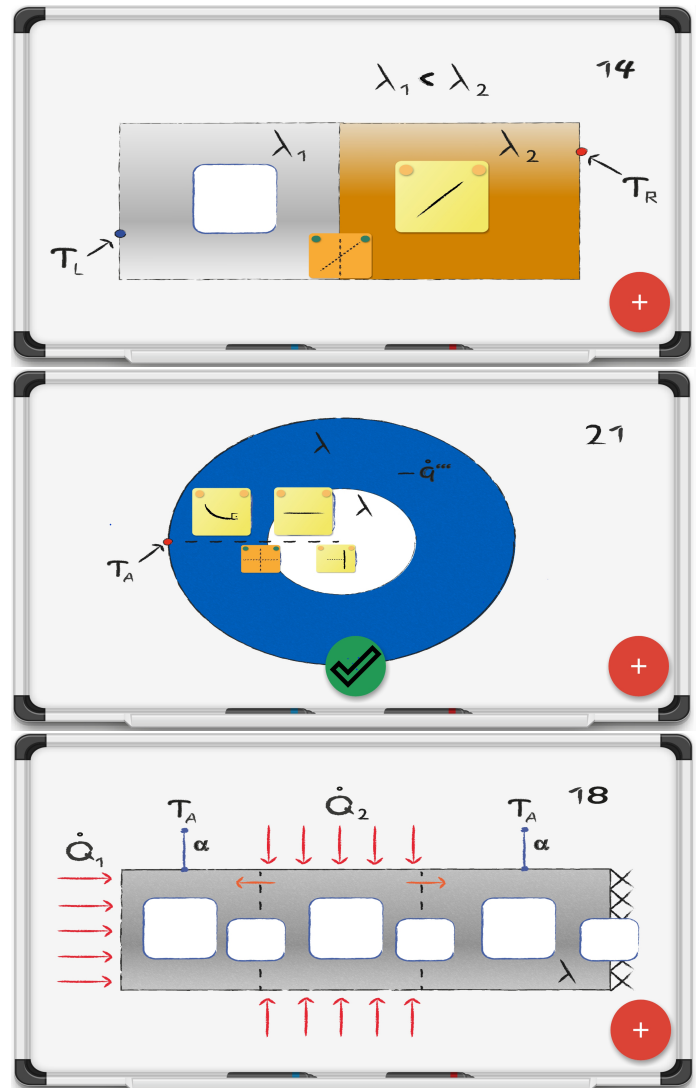 14
λ₁ < λ₂
λ₁
λ₂
T_R
T_L
+
21
λ
-q̇'''
λ
T_A
+
18
T_A
Q̇₂
T_A
Q̇₁
α
α
λ
+